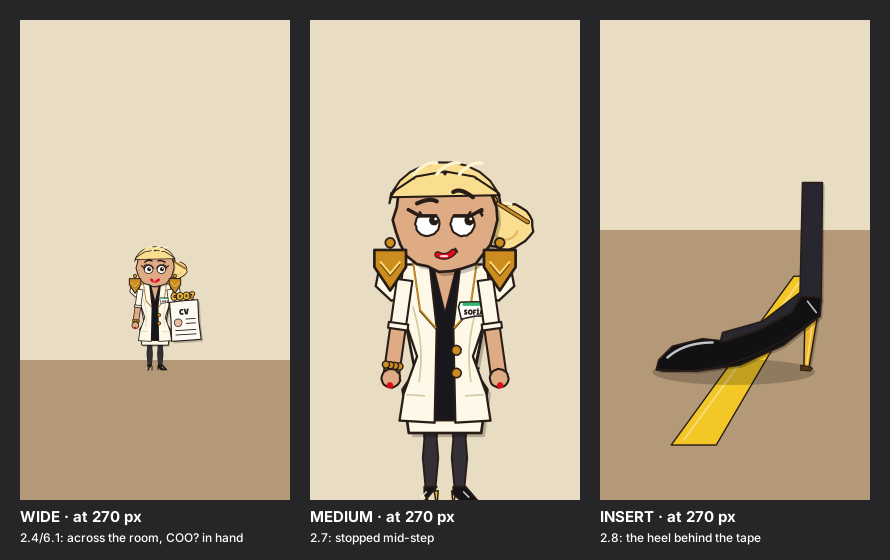 COO?
CV
SOFÍA
WIDE · at 270 px
2.4/6.1: across the room, COO? in hand
MEDIUM · at 270 px
2.7: stopped mid-step
INSERT · at 270 px
2.8: the heel behind the tape